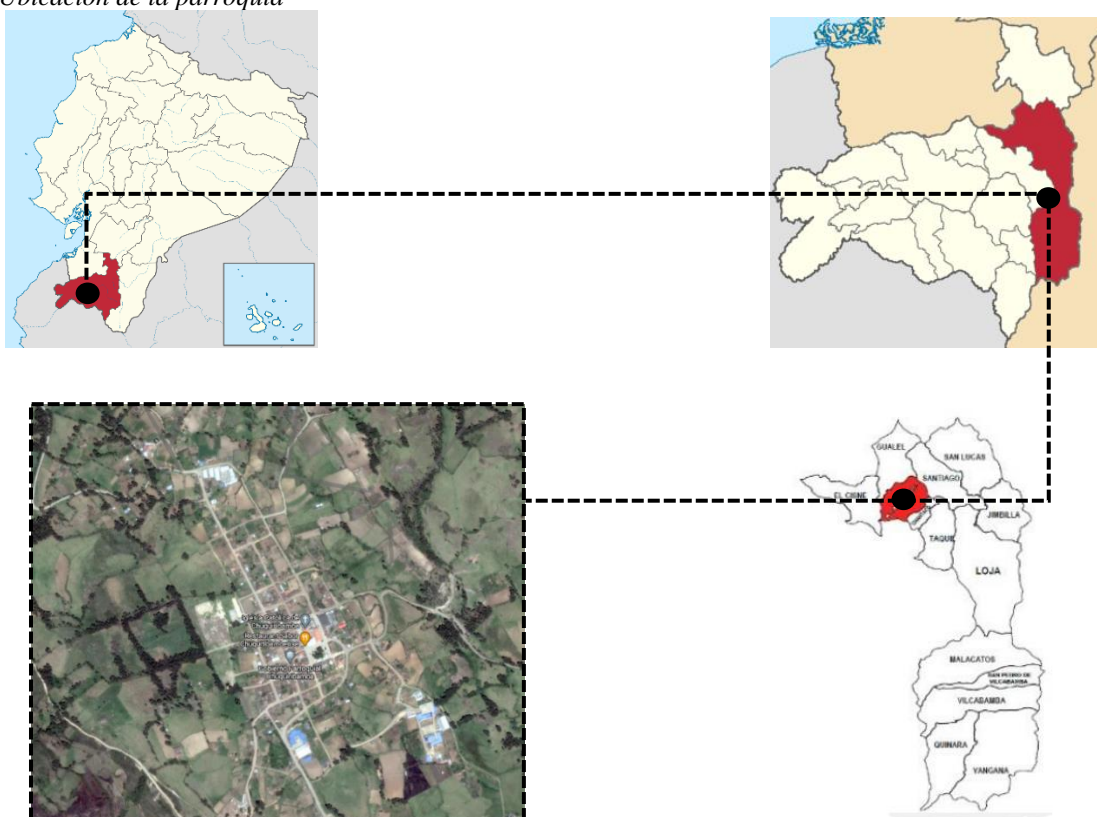 Ubicación de la parroquia
GUALEL
SAN LUCAS
SANTIAGO
EL CISNE
JIMBILLA
TAQUIL
LOJA
MALACATOS
SAN PEDRO DE
VILCABAMBA
VILCABAMBA
QUINARA
YANGANA